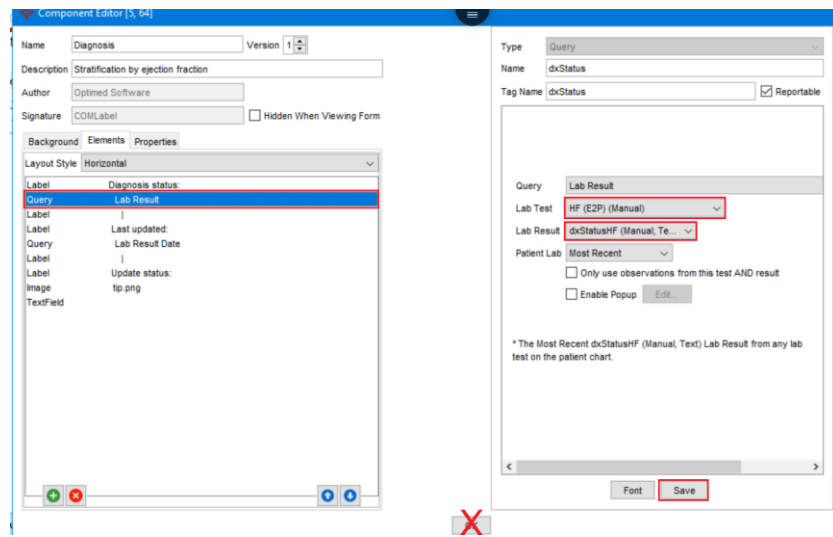 Component Editor [5, 64]
Name Diagnosis Version 1
Description Stratification by ejection fraction
Author Optimed Software
Signature COMLabel Hidden When Viewing Form
Background Elements Properties
Layout Style Horizontal
Label Diagnosis status:
Query Lab Result
Label |
Label Last updated:
Query Lab Result Date
Label |
Label Update status:
Image tip.png
TextField
Type Query
Name dxStatus
Tag Name dxStatus Reportable
Query Lab Result
Lab Test HF (E2P) (Manual)
Lab Result dxStatusHF (Manual, Te...
Patient Lab Most Recent
Only use observations from this test AND result
Enable Popup Edit...
* The Most Recent dxStatusHF (Manual, Text) Lab Result from any lab
test on the patient chart.
Font Save
X